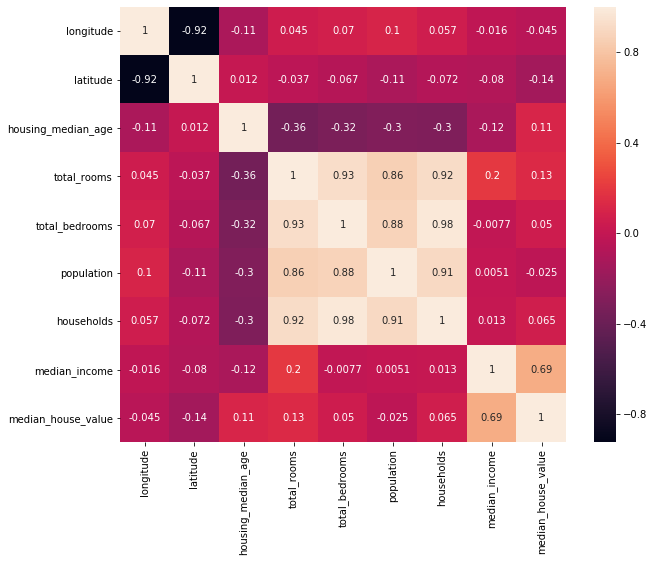 longitude 1 -0.92 -0.11 0.045 0.07 0.1 0.057 -0.016 -0.045
latitude -0.92 1 0.012 -0.037 -0.067 -0.11 -0.072 -0.08 -0.14
housing_median_age -0.11 0.012 1 -0.36 -0.32 -0.3 -0.3 -0.12 0.11
total_rooms 0.045 -0.037 -0.36 1 0.93 0.86 0.92 0.2 0.13
total_bedrooms 0.07 -0.067 -0.32 0.93 1 0.88 0.98 -0.0077 0.05
population 0.1 -0.11 -0.3 0.86 0.88 1 0.91 0.0051 -0.025
households 0.057 -0.072 -0.3 0.92 0.98 0.91 1 0.013 0.065
median_income -0.016 -0.08 -0.12 0.2 -0.0077 0.0051 0.013 1 0.69
median_house_value -0.045 -0.14 0.11 0.13 0.05 -0.025 0.065 0.69 1
longitude
latitude
housing_median_age
total_rooms
total_bedrooms
population
households
median_income
median_house_value
0.8
0.4
0.0
−0.4
−0.8